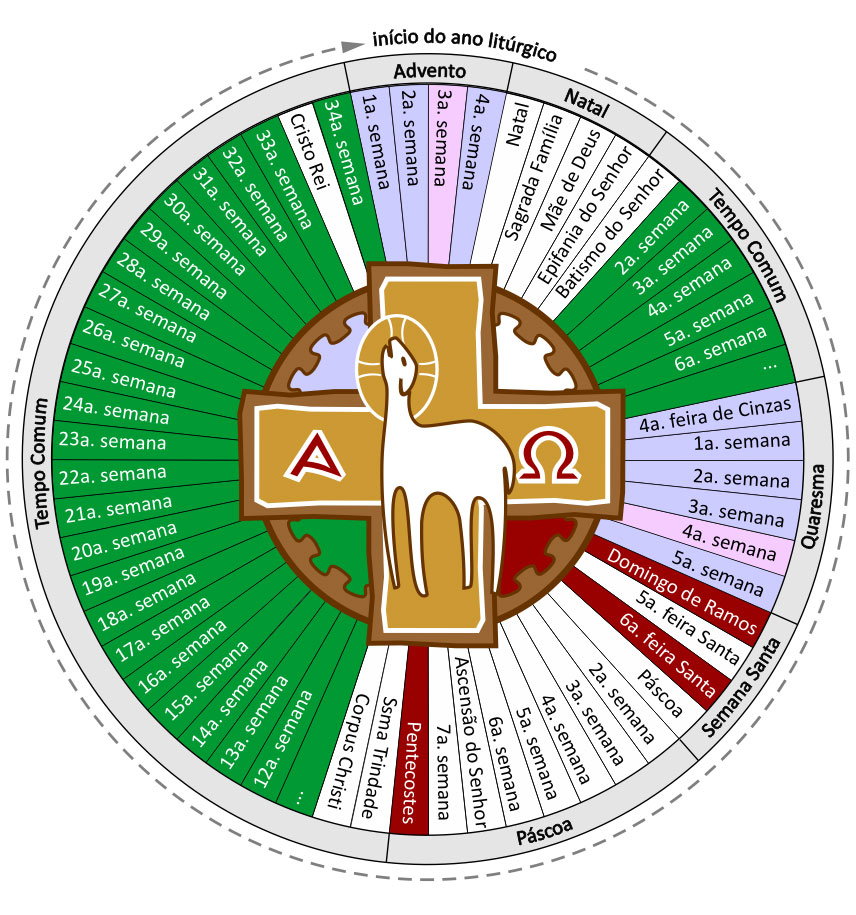 início do ano litúrgico
Advento
1a. semana
2a. semana
3a. semana
4a. semana
Natal
Natal
Sagrada Família
Mãe de Deus
Epifania do Senhor
Batismo do Senhor
Tempo Comum
2a. semana
3a. semana
4a. semana
5a. semana
6a. semana
...
Quaresma
4a. feira de Cinzas
1a. semana
2a. semana
3a. semana
4a. semana
5a. semana
Semana Santa
Domingo de Ramos
5a. feira Santa
6a. feira Santa
Páscoa
Páscoa
2a. semana
3a. semana
4a. semana
5a. semana
6a. semana
Ascensão do Senhor
7a. semana
Pentecostes
Tempo Comum
Ssma Trindade
Corpus Christi
...
12a. semana
13a. semana
14a. semana
15a. semana
16a. semana
17a. semana
18a. semana
19a. semana
20a. semana
21a. semana
22a. semana
23a. semana
24a. semana
25a. semana
26a. semana
27a. semana
28a. semana
29a. semana
30a. semana
31a. semana
32a. semana
33a. semana
Cristo Rei
34a. semana
Α Ω